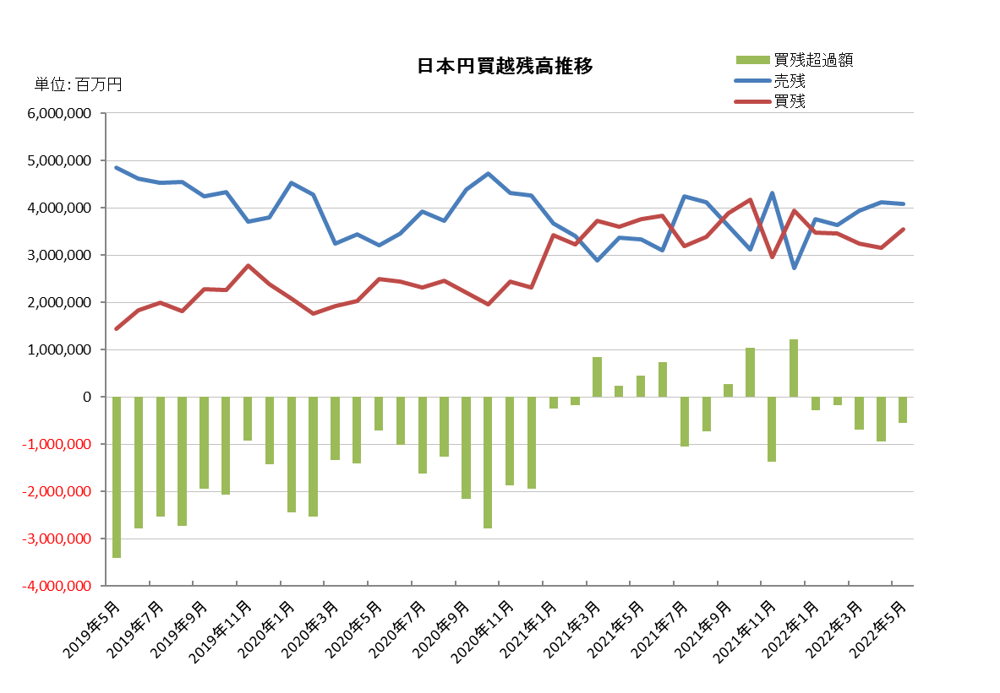 日本円買越残高推移
買残超過額
売残
買残
単位: 百万円
6,000,000
5,000,000
4,000,000
3,000,000
2,000,000
1,000,000
0
-1,000,000
-2,000,000
-3,000,000
-4,000,000
2019年5月
2019年7月
2019年9月
2019年11月
2020年1月
2020年3月
2020年5月
2020年7月
2020年9月
2020年11月
2021年1月
2021年3月
2021年5月
2021年7月
2021年9月
2021年11月
2022年1月
2022年3月
2022年5月